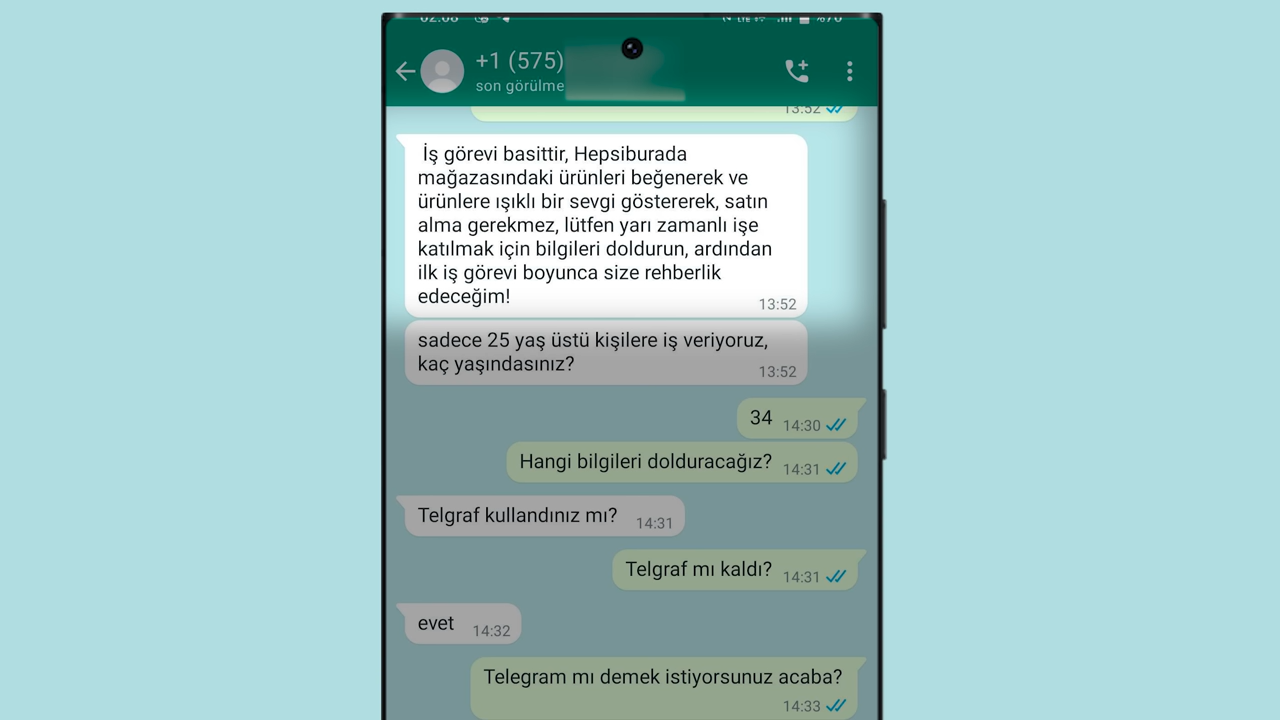 02:08
LTE
%76
+1 (575)
son görülme
13:52
İş görevi basittir, Hepsiburada
mağazasındaki ürünleri beğenerek ve
ürünlere ışıklı bir sevgi göstererek, satın
alma gerekmez, lütfen yarı zamanlı işe
katılmak için bilgileri doldurun, ardından
ilk iş görevi boyunca size rehberlik
edeceğim!
13:52
sadece 25 yaş üstü kişilere iş veriyoruz,
kaç yaşındasınız?
13:52
34 14:30
Hangi bilgileri dolduracağız? 14:31
Telgraf kullandınız mı? 14:31
Telgraf mı kaldı? 14:31
evet 14:32
Telegram mı demek istiyorsunuz acaba?
14:33